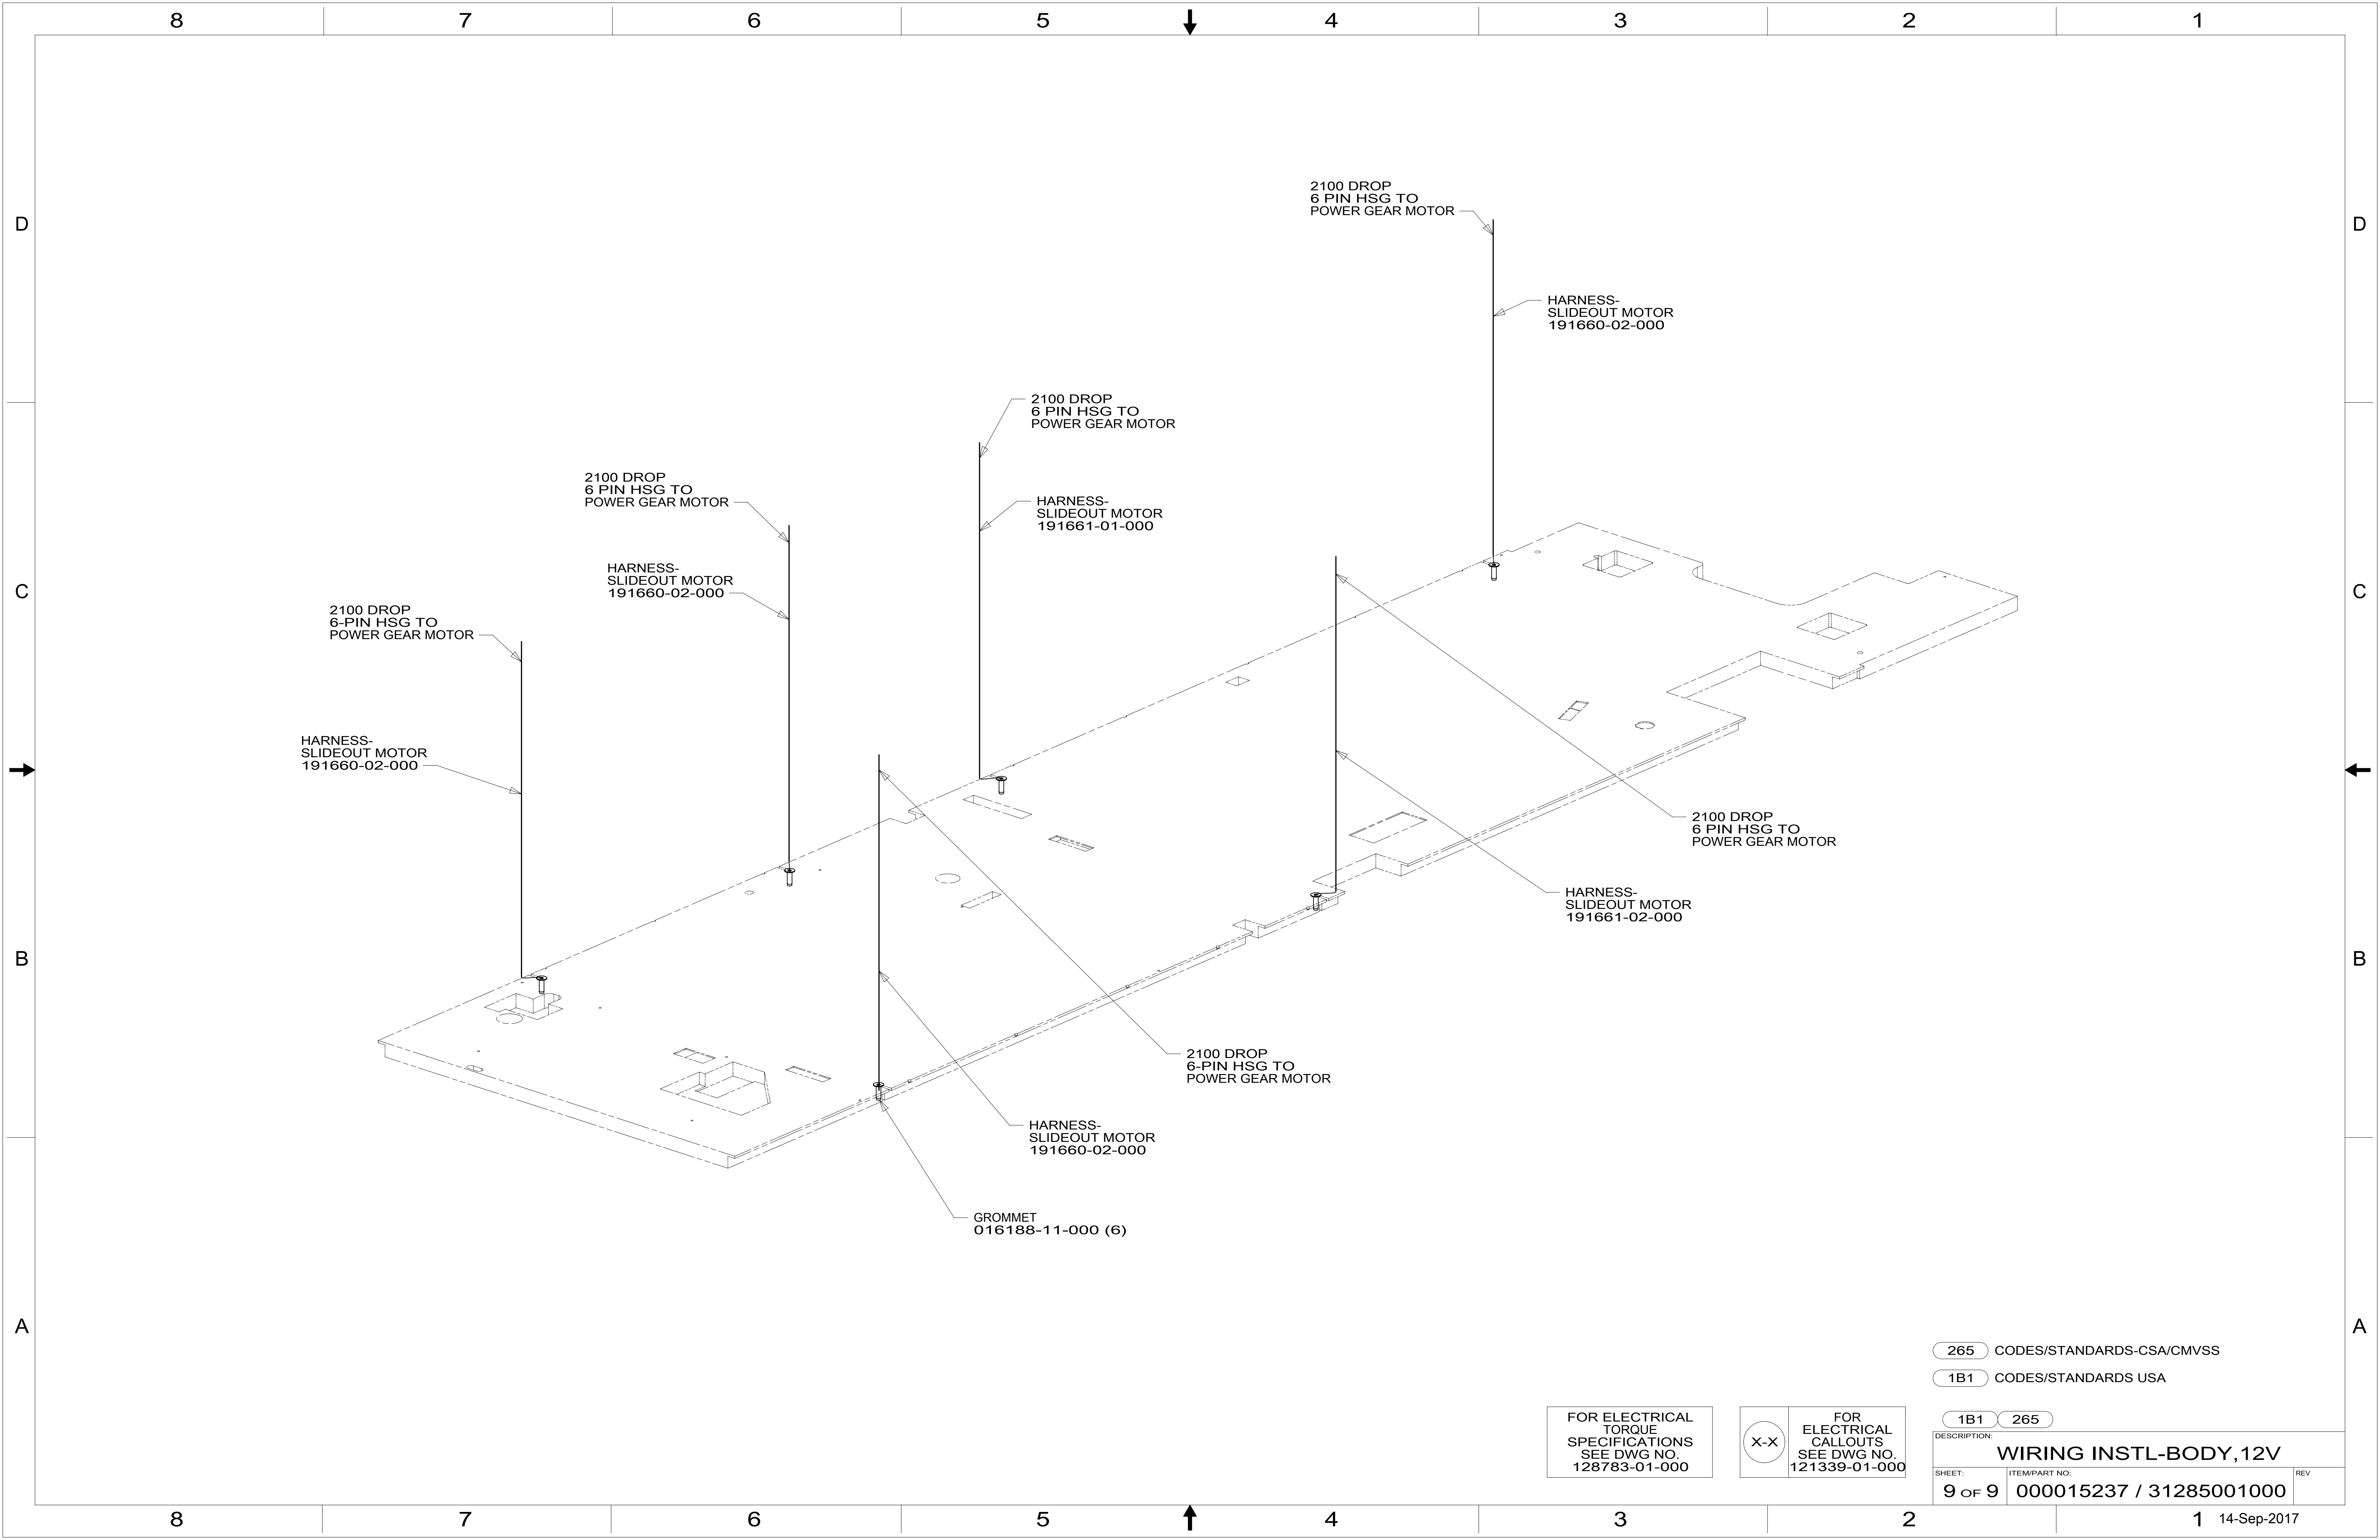 8 7 6 5 4 3 2 1
D
D
2100 DROP
6 PIN HSG TO
POWER GEAR MOTOR
HARNESS-
SLIDEOUT MOTOR
191660-02-000
2100 DROP
6 PIN HSG TO
POWER GEAR MOTOR
2100 DROP
6 PIN HSG TO
POWER GEAR MOTOR
HARNESS-
SLIDEOUT MOTOR
191661-01-000
HARNESS-
SLIDEOUT MOTOR
191660-02-000
C
C
2100 DROP
6-PIN HSG TO
POWER GEAR MOTOR
HARNESS-
SLIDEOUT MOTOR
191660-02-000
2100 DROP
6 PIN HSG TO
POWER GEAR MOTOR
HARNESS-
SLIDEOUT MOTOR
191661-02-000
B
B
2100 DROP
6-PIN HSG TO
POWER GEAR MOTOR
HARNESS-
SLIDEOUT MOTOR
191660-02-000
GROMMET
016188-11-000 (6)
A
A
265 CODES/STANDARDS-CSA/CMVSS
1B1 CODES/STANDARDS USA
FOR ELECTRICAL
TORQUE
SPECIFICATIONS
SEE DWG NO.
128783-01-000
X-X
FOR
ELECTRICAL
CALLOUTS
SEE DWG NO.
121339-01-000
1B1 265
DESCRIPTION:
WIRING INSTL-BODY,12V
SHEET:
9 OF 9
ITEM/PART NO:
000015237 / 31285001000
REV
8 7 6 5 4 3 2 1
14-Sep-2017